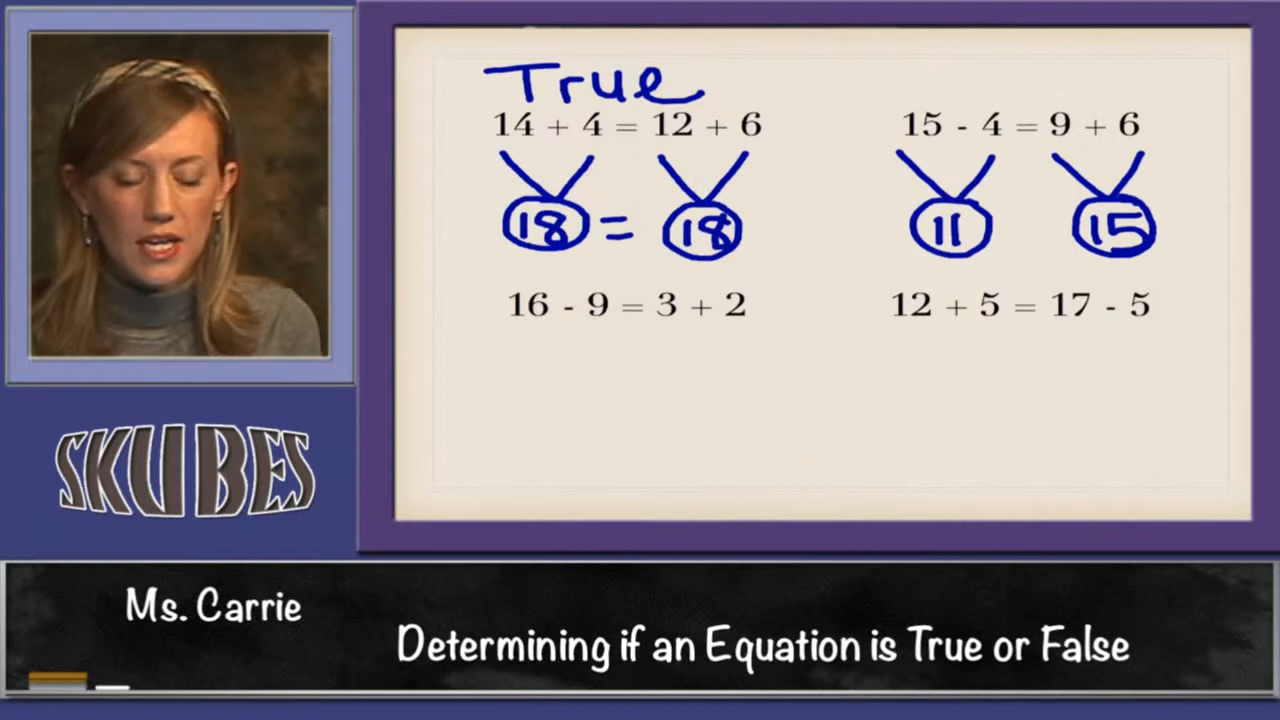 True
14 + 4 = 12 + 6
15 - 4 = 9 + 6
18 = 18
11 15
16 - 9 = 3 + 2
12 + 5 = 17 - 5
SKUBES
Ms. Carrie
Determining if an Equation is True or False